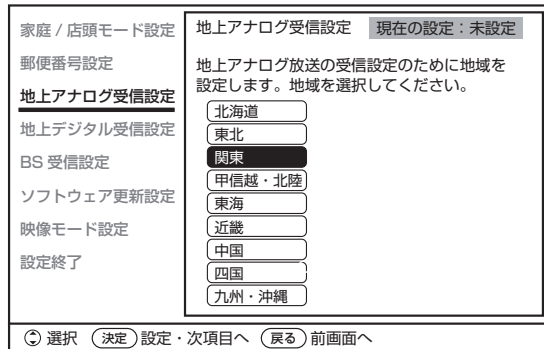 家庭 / 店頭モード設定
郵便番号設定
地上アナログ受信設定
地上デジタル受信設定
BS 受信設定
ソフトウェア更新設定
映像モード設定
設定終了
地上アナログ受信設定 現在の設定：未設定
地上アナログ放送の受信設定のために地域を
設定します。地域を選択してください。
北海道
東北
関東
甲信越・北陸
東海
近畿
中国
四国
九州・沖縄
選択 決定 設定・次項目へ 戻る 前画面へ